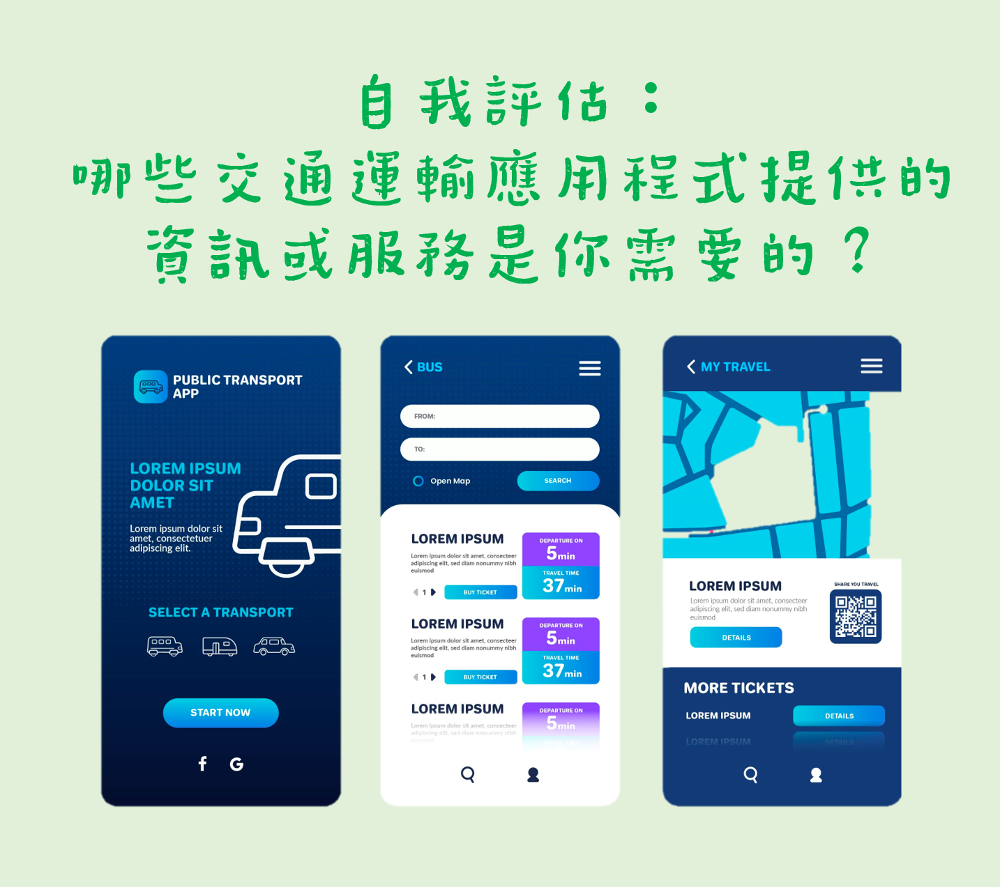 自我評估：
哪些交通運輸應用程式提供的
資訊或服務是你需要的？
PUBLIC TRANSPORT
APP
LOREM IPSUM
DOLOR SIT
AMET
Lorem ipsum dolor sit
amet, consectetuer
adipiscing elit.
SELECT A TRANSPORT
START NOW
f G
BUS
FROM:
TO:
Open Map
SEARCH
LOREM IPSUM
Lorem ipsum dolor sit amet, consecteer
adipiscing elit, sed diam nonummy nibh
euismod
1
BUY TICKET
DEPARTURE ON
5min
TRAVEL TIME
37min
LOREM IPSUM
Lorem ipsum dolor sit amet, consecteer
adipiscing elit, sed diam nonummy nibh
euismod
1
BUY TICKET
DEPARTURE ON
5min
TRAVEL TIME
37min
LOREM IPSUM
Lorem ipsum dolor sit amet, consecteer
adipiscing elit, sed diam nonummy nibh
DEPARTURE ON
5min
TRAVEL TIME
MY TRAVEL
LOREM IPSUM
Lorem ipsum dolor sit amet, consecteer
adipiscing elit, sed diam nonummy nibh
euismod
DETAILS
SHARE YOU TRAVEL
MORE TICKETS
LOREM IPSUM
DETAILS
LOREM IPSUM
DETAILS